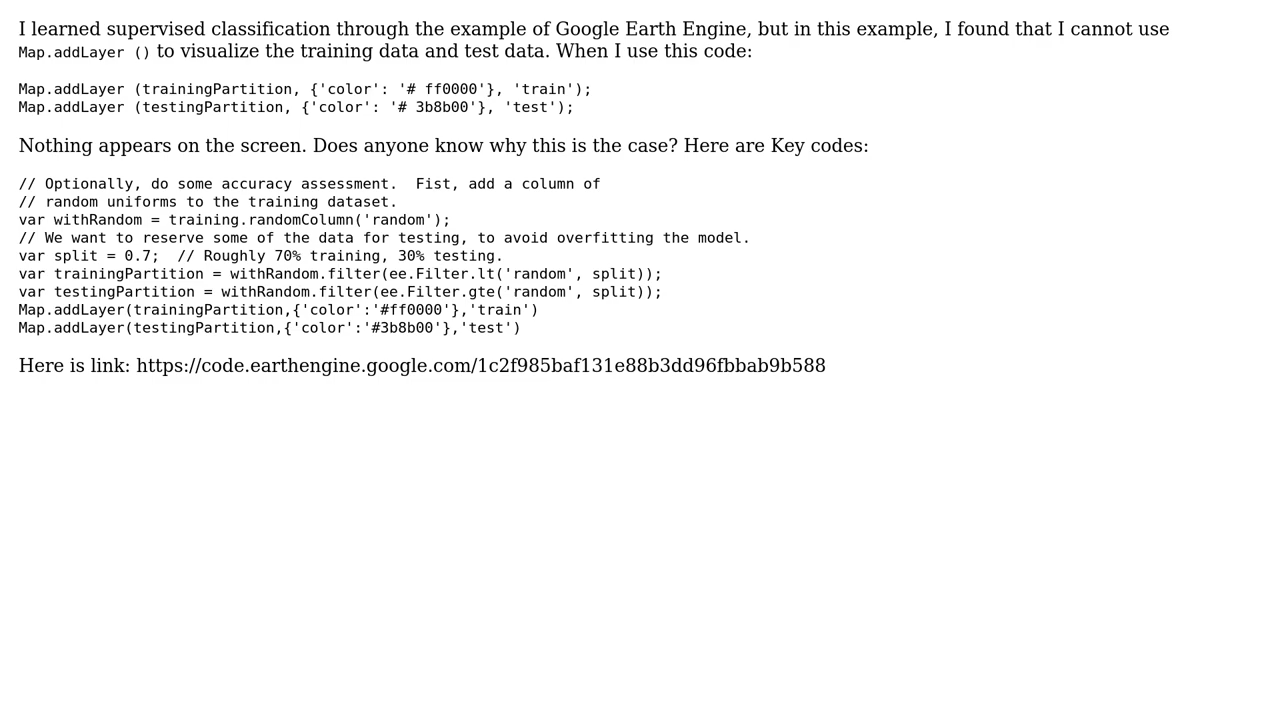 I learned supervised classification through the example of Google Earth Engine, but in this example, I found that I cannot use
Map.addLayer () to visualize the training data and test data. When I use this code:
Map.addLayer (trainingPartition, {'color': '# ff0000'}, 'train');
Map.addLayer (testingPartition, {'color': '# 3b8b00'}, 'test');
Nothing appears on the screen. Does anyone know why this is the case? Here are Key codes:
// Optionally, do some accuracy assessment.  Fist, add a column of
// random uniforms to the training dataset.
var withRandom = training.randomColumn('random');
// We want to reserve some of the data for testing, to avoid overfitting the model.
var split = 0.7;  // Roughly 70% training, 30% testing.
var trainingPartition = withRandom.filter(ee.Filter.lt('random', split));
var testingPartition = withRandom.filter(ee.Filter.gte('random', split));
Map.addLayer(trainingPartition,{'color':'#ff0000'},'train')
Map.addLayer(testingPartition,{'color':'#3b8b00'},'test')
Here is link: https://code.earthengine.google.com/1c2f985baf131e88b3dd96fbbab9b588